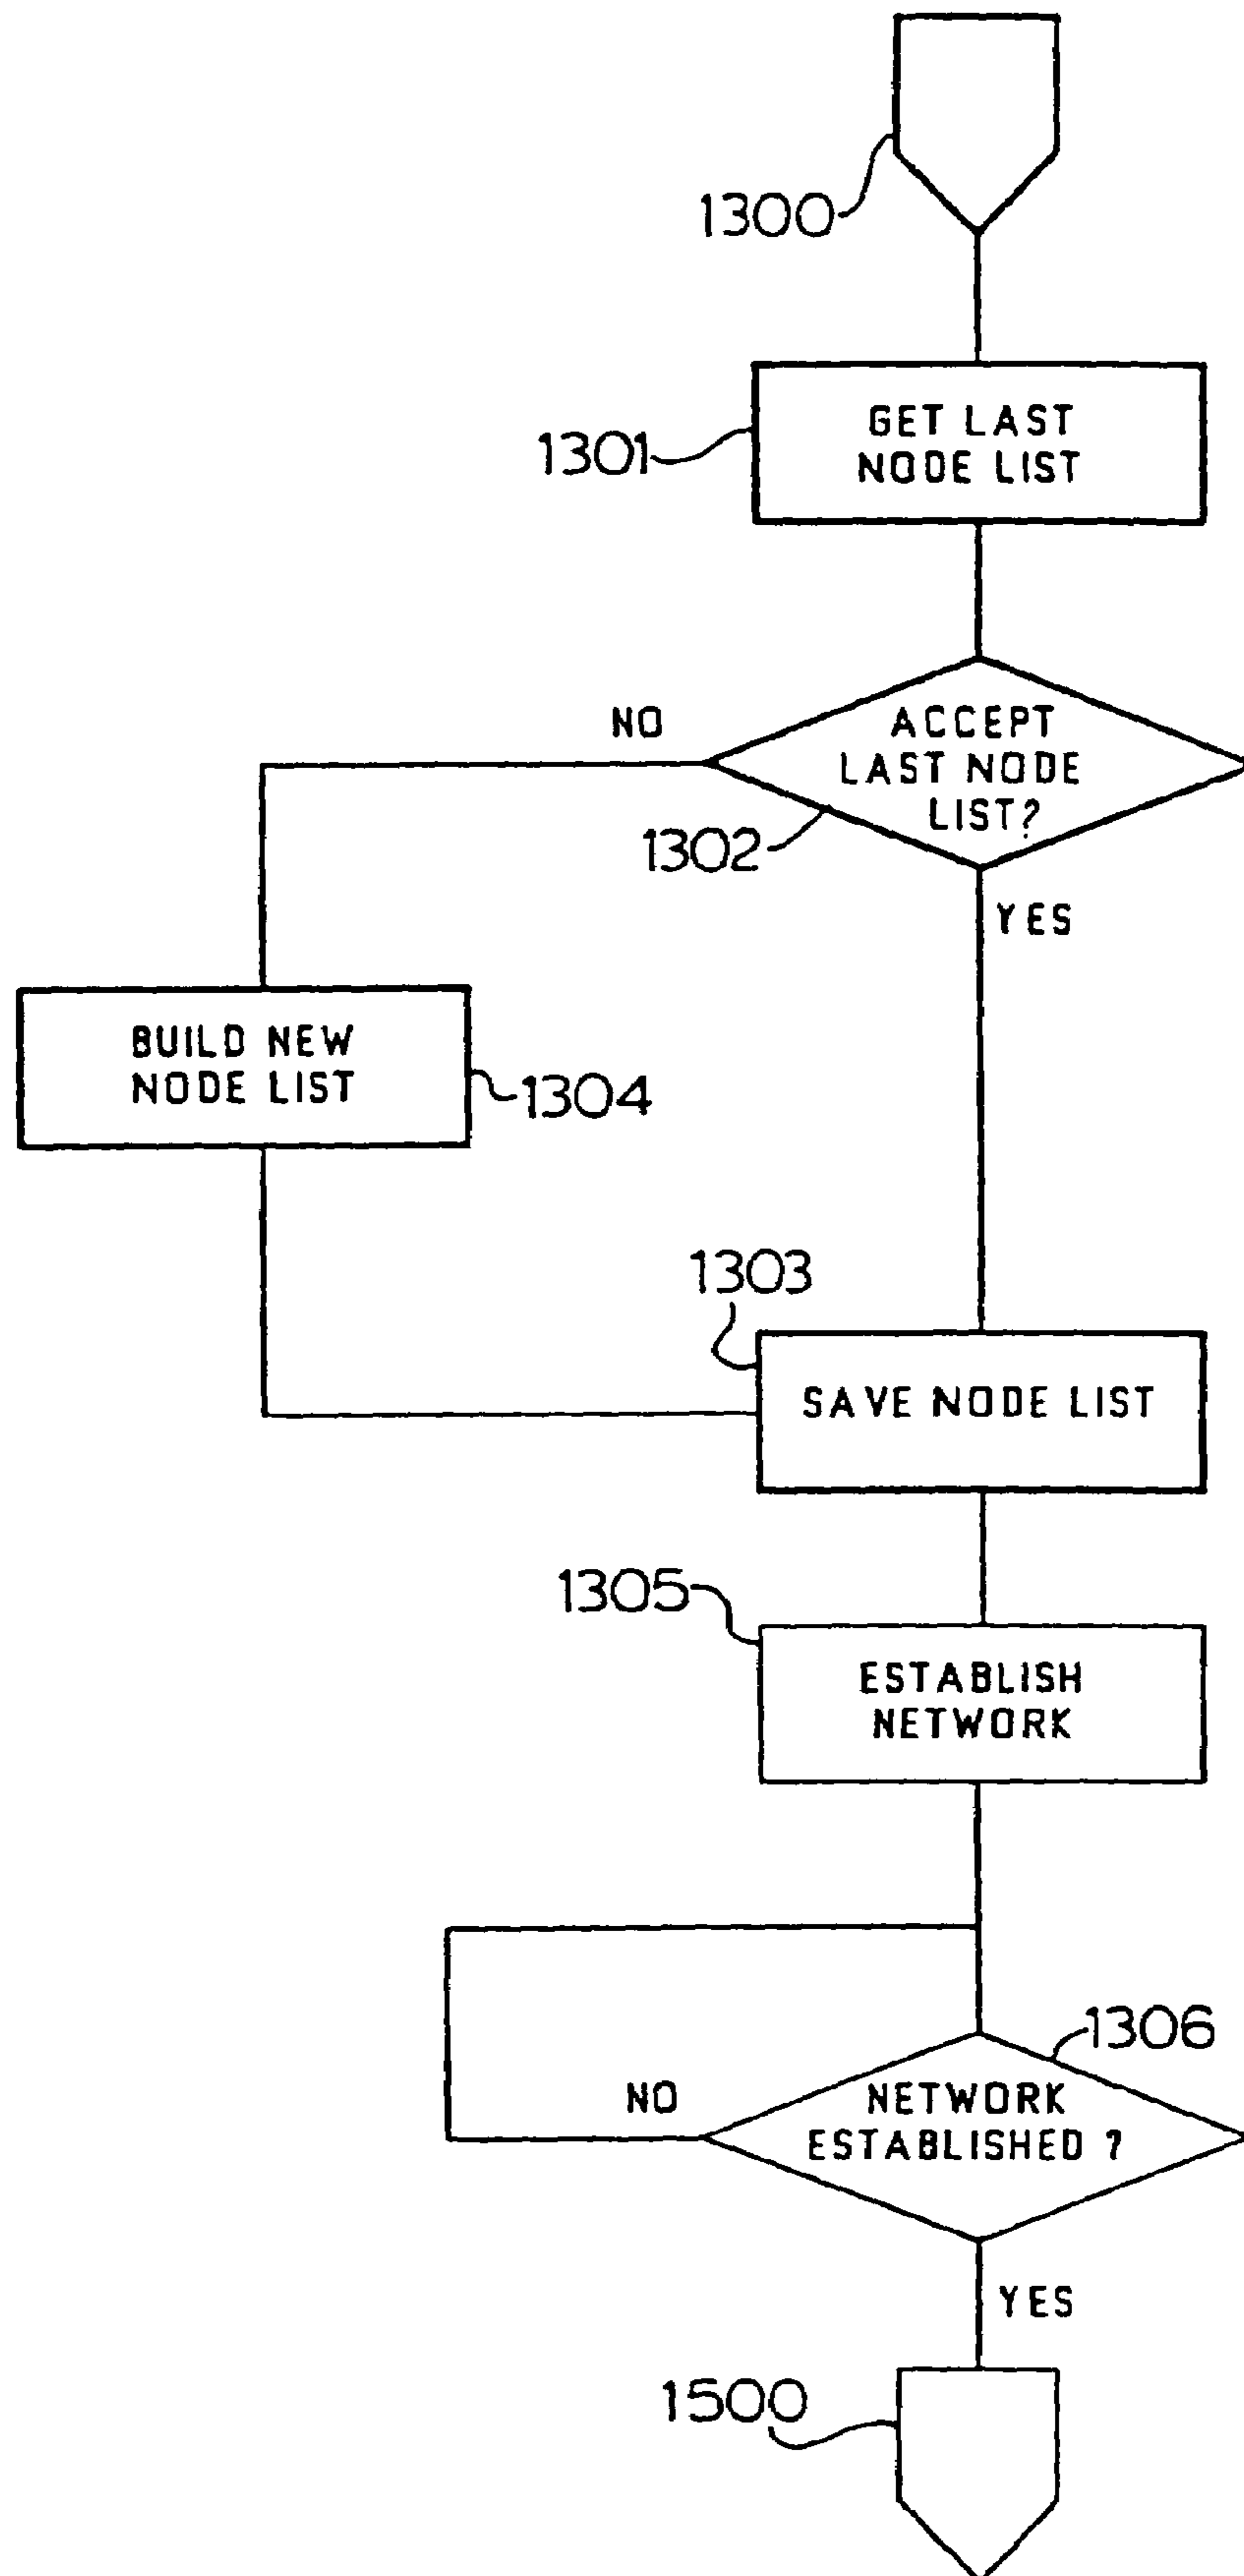 1300
1301
GET LAST
NODE LIST
NO
ACCEPT
LAST NODE
LIST?
1302
YES
BUILD NEW
NODE LIST
1304
1303
SAVE NODE LIST
1305
ESTABLISH
NETWORK
1306
NO
NETWORK
ESTABLISHED ?
YES
1500